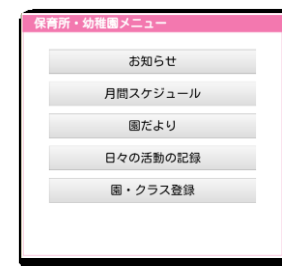 保育所・幼稚園メニュー
お知らせ
月間スケジュール
園だより
日々の活動の記録
園・クラス登録